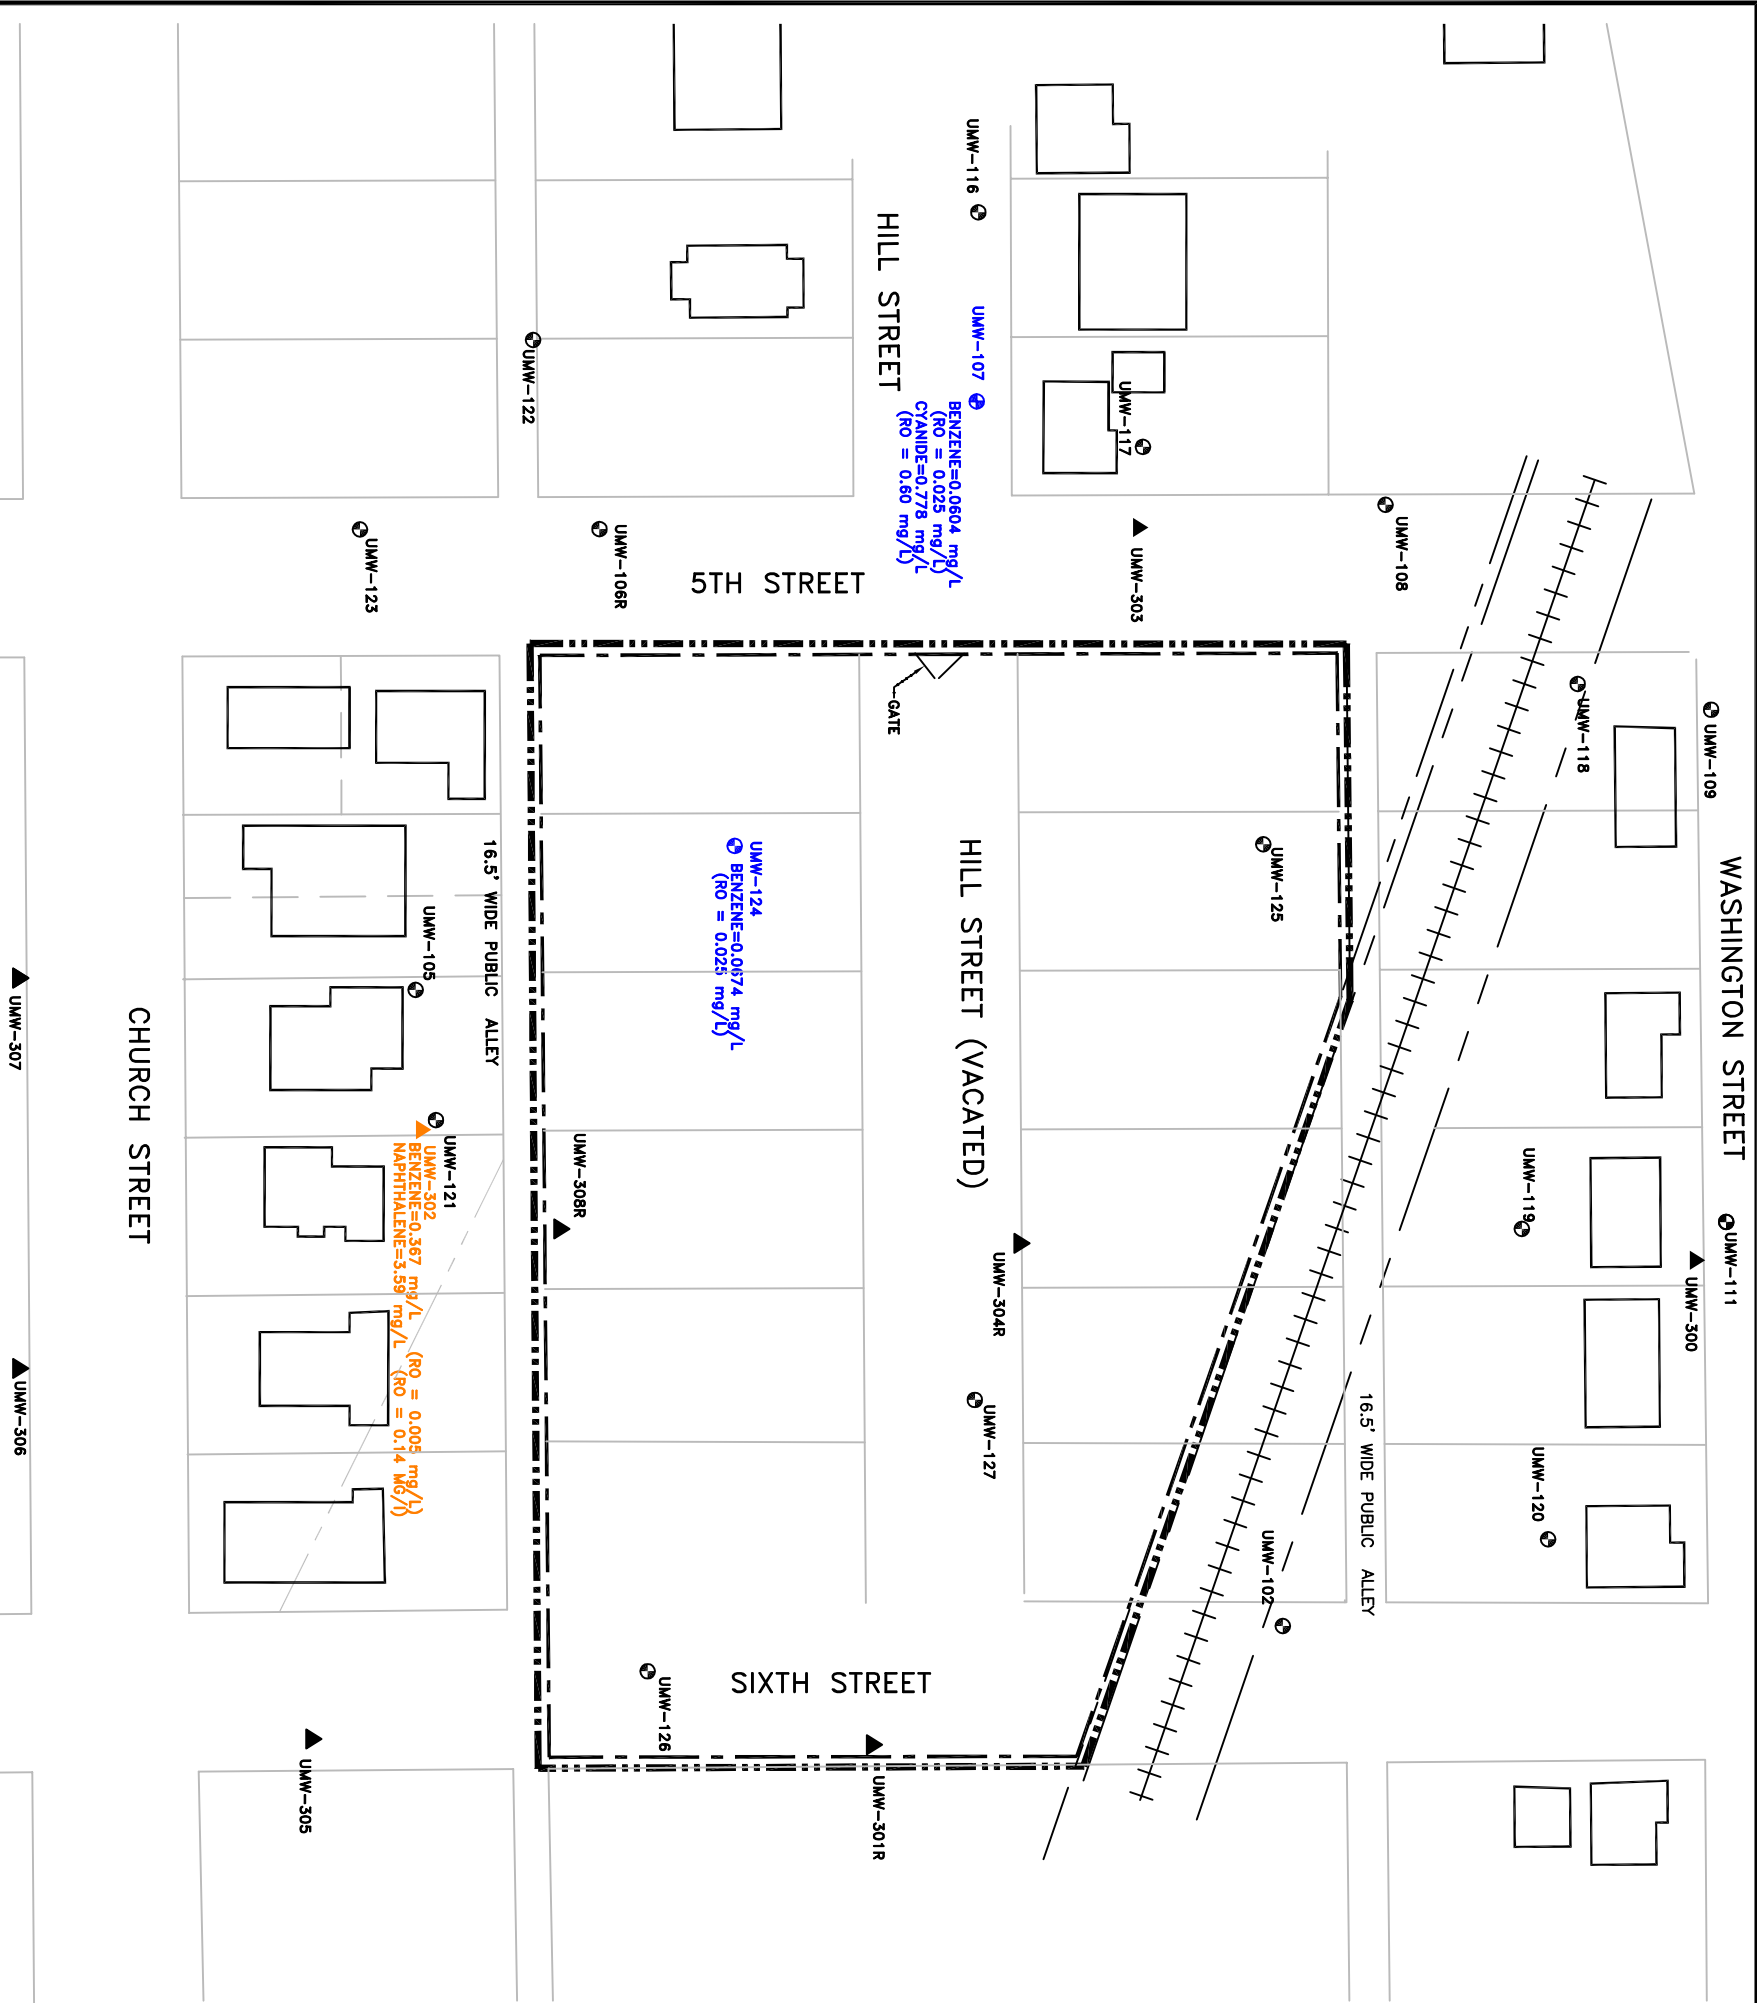 UMW-116
HILL STREET
UMW-107
BENZENE=0.0604 mg/L
(RO = 0.025 mg/L)
CYANIDE=0.778 mg/L
(RO = 0.60 mg/L)
UMW-117
UMW-122
UMW-123
UMW-106R
5TH STREET
UMW-303
UMW-108
GATE
UMW-118
UMW-109
WASHINGTON STREET
UMW-124
BENZENE=0.0674 mg/L
(RO = 0.025 mg/L)
UMW-125
HILL STREET (VACATED)
16.5' WIDE PUBLIC ALLEY
UMW-105
UMW-307
CHURCH STREET
UMW-121
UMW-302
BENZENE=0.367 mg/L (RO = 0.005 mg/L)
NAPHTHALENE=3.59 mg/L (RO = 0.14 MG/l)
UMW-308R
UMW-304R
UMW-119
UMW-111
UMW-300
UMW-306
UMW-127
16.5' WIDE PUBLIC ALLEY
UMW-120
UMW-102
SIXTH STREET
UMW-126
UMW-305
UMW-301R